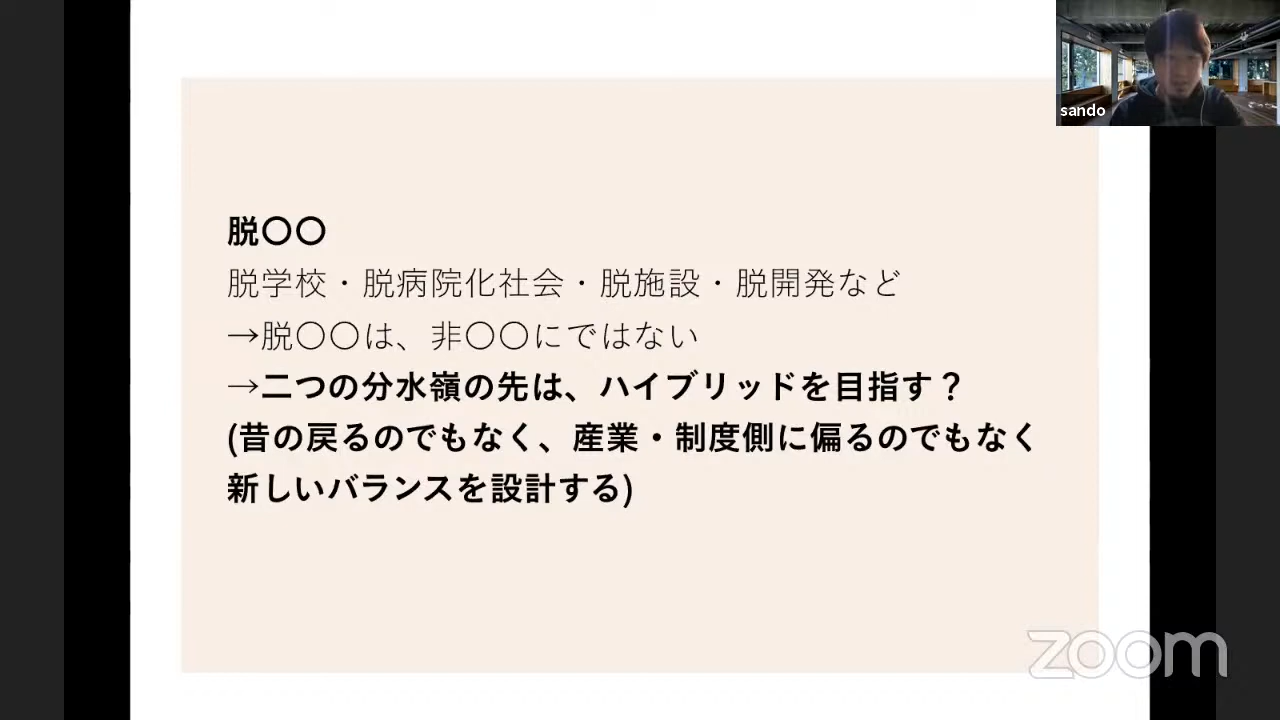 sando
脱〇〇
脱学校・脱病院化社会・脱施設・脱開発など
→脱〇〇は、非〇〇にではない
→二つの分水嶺の先は、ハイブリッドを目指す？
(昔の戻るのでもなく、産業・制度側に偏るのでもなく
新しいバランスを設計する)
zoom